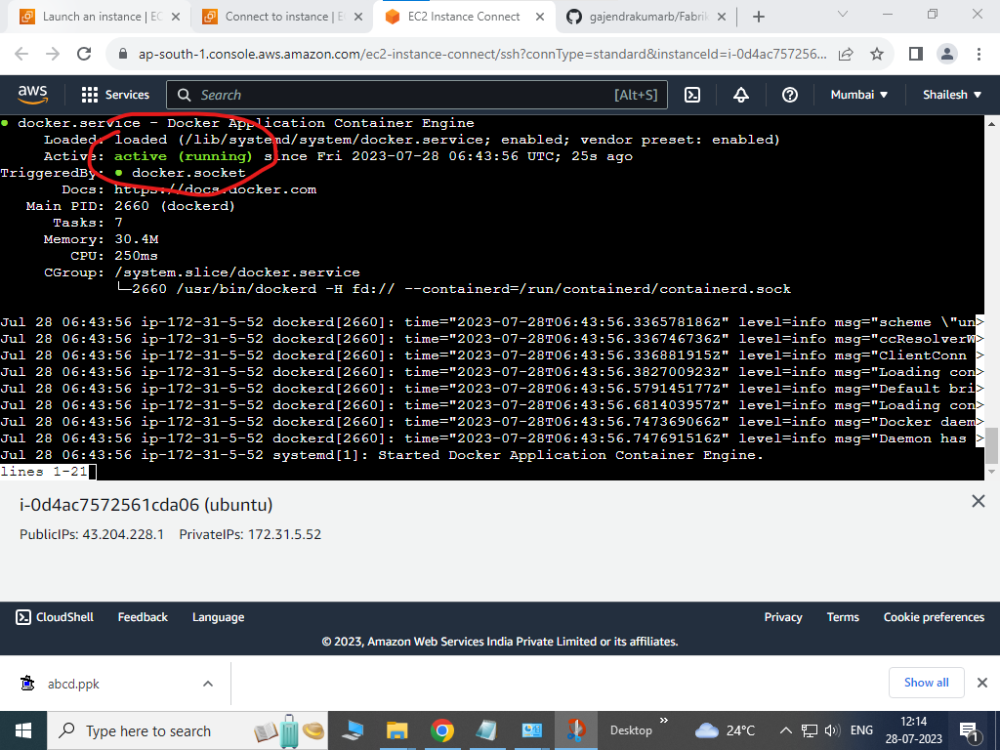 Launch an instance | EC
Connect to instance | E
EC2 Instance Connect
gajendrakumarb/Fabrik
ap-south-1.console.aws.amazon.com/ec2-instance-connect/ssh?connType=standard&instanceId=i-0d4ac757256...
aws
Services
Search
[Alt+S]
Mumbai
Shailesh
● docker.service - Docker Application Container Engine
Loaded: loaded (/lib/systemd/system/docker.service; enabled; vendor preset: enabled)
Active: active (running) since Fri 2023-07-28 06:43:56 UTC; 25s ago
TriggeredBy: ● docker.socket
Docs: https://docs.docker.com
Main PID: 2660 (dockerd)
Tasks: 7
Memory: 30.4M
CPU: 250ms
CGroup: /system.slice/docker.service
└─2660 /usr/bin/dockerd -H fd:// --containerd=/run/containerd/containerd.sock
Jul 28 06:43:56 ip-172-31-5-52 dockerd[2660]: time="2023-07-28T06:43:56.336578186Z" level=info msg="scheme \"un>
Jul 28 06:43:56 ip-172-31-5-52 dockerd[2660]: time="2023-07-28T06:43:56.336746736Z" level=info msg="ccResolverW>
Jul 28 06:43:56 ip-172-31-5-52 dockerd[2660]: time="2023-07-28T06:43:56.336881915Z" level=info msg="ClientConn >
Jul 28 06:43:56 ip-172-31-5-52 dockerd[2660]: time="2023-07-28T06:43:56.382700923Z" level=info msg="Loading con>
Jul 28 06:43:56 ip-172-31-5-52 dockerd[2660]: time="2023-07-28T06:43:56.579145177Z" level=info msg="Default bri>
Jul 28 06:43:56 ip-172-31-5-52 dockerd[2660]: time="2023-07-28T06:43:56.681403957Z" level=info msg="Loading con>
Jul 28 06:43:56 ip-172-31-5-52 dockerd[2660]: time="2023-07-28T06:43:56.747369066Z" level=info msg="Docker daem>
Jul 28 06:43:56 ip-172-31-5-52 dockerd[2660]: time="2023-07-28T06:43:56.747691516Z" level=info msg="Daemon has >
Jul 28 06:43:56 ip-172-31-5-52 systemd[1]: Started Docker Application Container Engine.
lines 1-21
i-0d4ac7572561cda06 (ubuntu)
PublicIPs: 43.204.228.1 PrivateIPs: 172.31.5.52
CloudShell
Feedback
Language
Privacy
Terms
Cookie preferences
© 2023, Amazon Web Services India Private Limited or its affiliates.
abcd.ppk
Show all
Type here to search
Desktop
24°C
ENG
12:14
28-07-2023
1